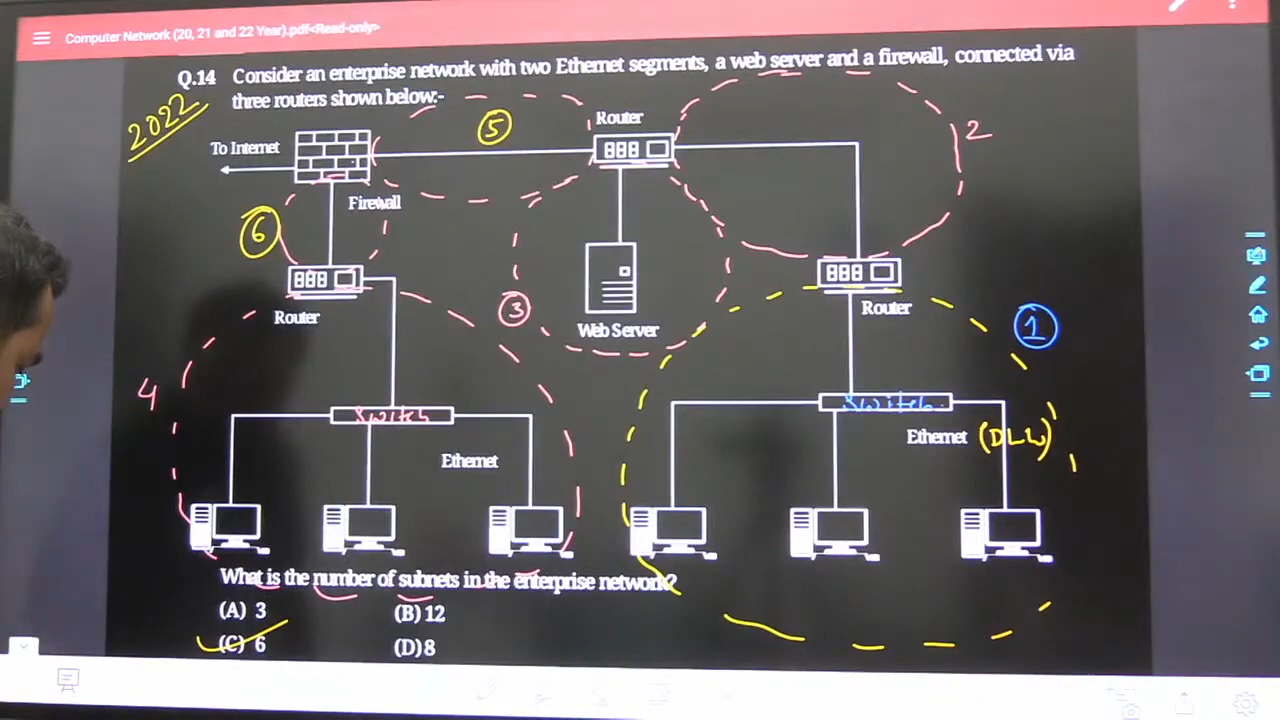 Computer Network (20, 21 and 22 Year).pdf<Read-only>
Q.14 Consider an enterprise network with two Ethernet segments, a web server and a firewall, connected via
three routers shown below:-
2022
To Internet
Firewall
5
Router
2
6
Router
3
Web Server
Router
1
4
Switch
Switch
Ethernet
Ethernet (DLL)
What is the number of subnets in the enterprise network?
(A) 3 (B) 12
(C) 6 (D) 8